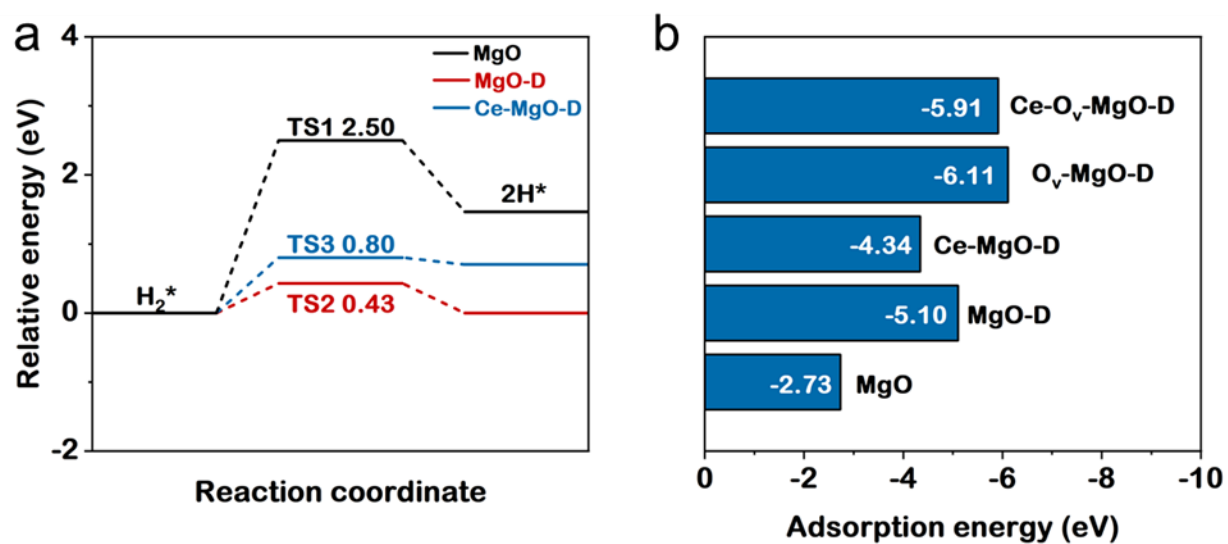 a
4
2
0
-2
Relative energy (eV)
MgO
MgO-D
Ce-MgO-D
TS1 2.50
2H*
TS3 0.80
H₂*
TS2 0.43
Reaction coordinate
b
-5.91 Ce-Oᵥ-MgO-D
-6.11 Oᵥ-MgO-D
-4.34 Ce-MgO-D
-5.10 MgO-D
-2.73 MgO
0 -2 -4 -6 -8 -10
Adsorption energy (eV)